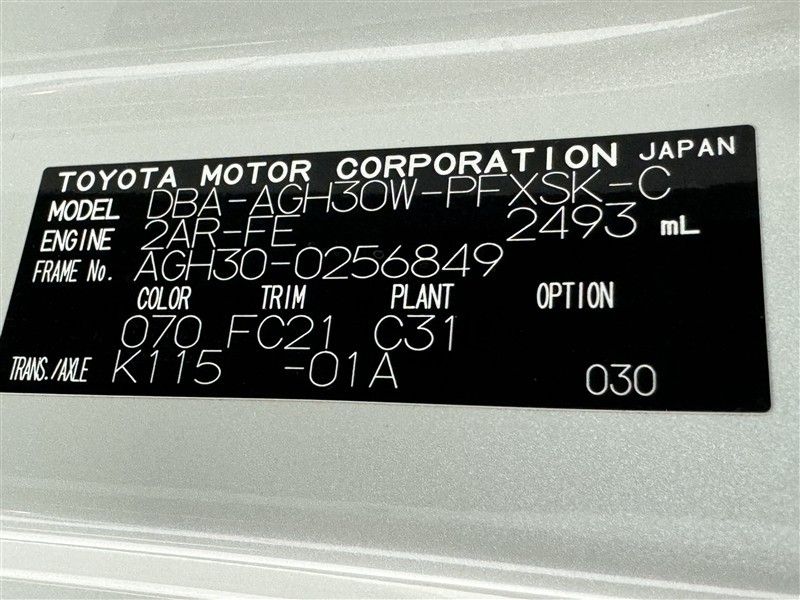 TOYOTA MOTOR CORPORATION JAPAN
MODEL DBA-AGH30W-PFXSK-C
ENGINE 2AR-FE 2493 mL
FRAME No. AGH30-0256849
COLOR TRIM PLANT OPTION
070 FC21 C31
TRANS./AXLE K115 -01A 030